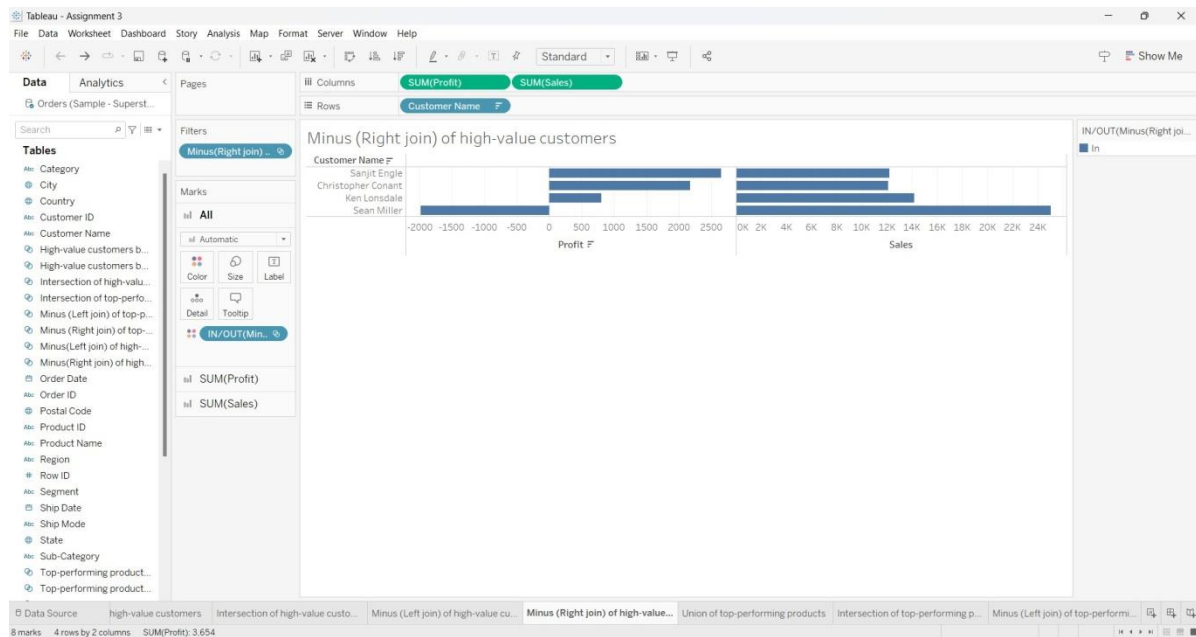 Tableau - Assignment 3
File Data Worksheet Dashboard Story Analysis Map Format Server Window Help
Standard
Show Me
Data Analytics
Orders (Sample - Superst...
Search
Tables
Abc Category
City
Country
Abc Customer ID
Abc Customer Name
High-value customers b...
High-value customers b...
Intersection of high-valu...
Intersection of top-perfo...
Minus (Left join) of top-p...
Minus (Right join) of top-...
Minus(Left join) of high-...
Minus(Right join) of high...
Order Date
Abc Order ID
Postal Code
Abc Product ID
Abc Product Name
Abc Region
# Row ID
Abc Segment
Ship Date
Abc Ship Mode
State
Abc Sub-Category
Top-performing product...
Top-performing product...
Pages
Filters
Minus(Right join) ..
Marks
All
Automatic
Color Size Label
Detail Tooltip
IN/OUT(Min..
SUM(Profit)
SUM(Sales)
Columns SUM(Profit) SUM(Sales)
Rows Customer Name
Minus (Right join) of high-value customers
Customer Name
Sanjit Engle
Christopher Conant
Ken Lonsdale
Sean Miller
-2000 -1500 -1000 -500 0 500 1000 1500 2000 2500 0K 2K 4K 6K 8K 10K 12K 14K 16K 18K 20K 22K 24K
Profit Sales
IN/OUT(Minus(Right joi...
In
Data Source high-value customers Intersection of high-value custo... Minus (Left join) of high-value cu... Minus (Right join) of high-value... Union of top-performing products Intersection of top-performing p... Minus (Left join) of top-performi...
8 marks 4 rows by 2 columns SUM(Profit): 3,654